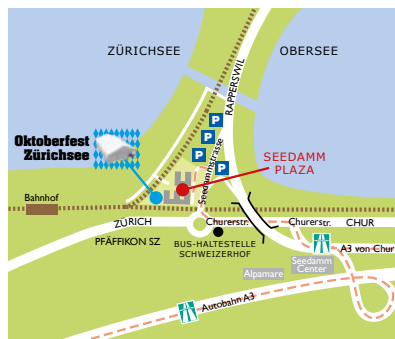 ZÜRICHSEE
OBERSEE
RAPPERSWIL
P
P
P
P
Oktoberfest
Zürichsee
SEEDAMM
PLAZA
Seedammstrasse
Bahnhof
ZÜRICH
Churerstr.
Churerstr.
CHUR
PFÄFFIKON SZ
BUS-HALTESTELLE
SCHWEIZERHOF
A3 von Chur
Seedamm
Center
Alpamare
Autobahn A3